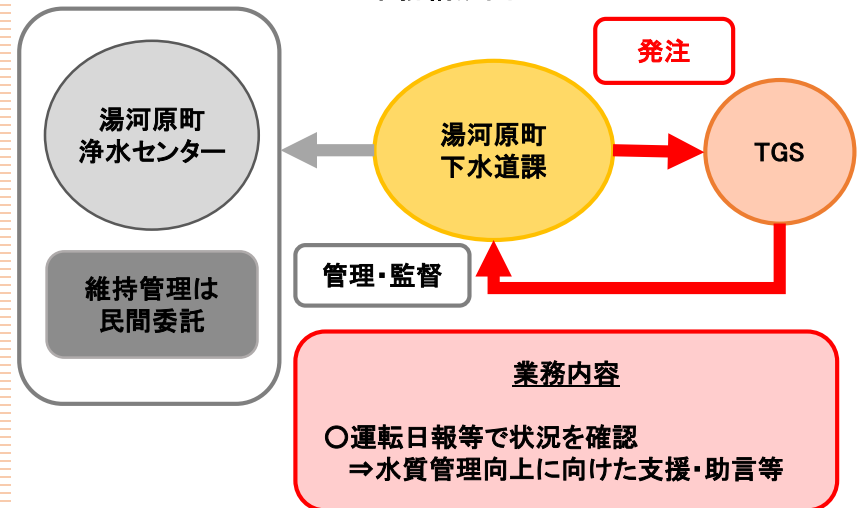 発注
湯河原町
浄水センター
湯河原町
下水道課
TGS
管理・監督
維持管理は
民間委託
業務内容
〇運転日報等で状況を確認
⇒水質管理向上に向けた支援・助言等